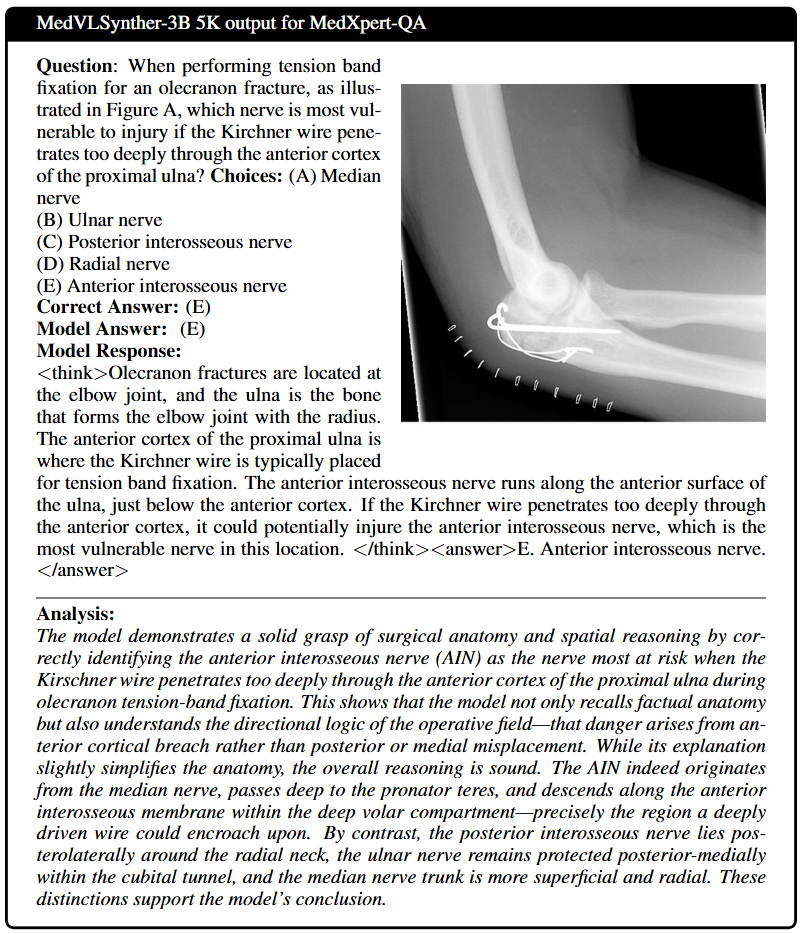 MedVLSynther-3B 5K output for MedXpert-QA
Question: When performing tension band
fixation for an olecranon fracture, as illus-
trated in Figure A, which nerve is most vul-
nerable to injury if the Kirchner wire pene-
trates too deeply through the anterior cortex
of the proximal ulna? Choices: (A) Median
nerve
(B) Ulnar nerve
(C) Posterior interosseous nerve
(D) Radial nerve
(E) Anterior interosseous nerve
Correct Answer: (E)
Model Answer: (E)
Model Response:
<think>Olecranon fractures are located at
the elbow joint, and the ulna is the bone
that forms the elbow joint with the radius.
The anterior cortex of the proximal ulna is
where the Kirchner wire is typically placed
for tension band fixation. The anterior interosseous nerve runs along the anterior surface of
the ulna, just below the anterior cortex. If the Kirchner wire penetrates too deeply through
the anterior cortex, it could potentially injure the anterior interosseous nerve, which is the
most vulnerable nerve in this location. </think><answer>E. Anterior interosseous nerve.
</answer>
Analysis:
The model demonstrates a solid grasp of surgical anatomy and spatial reasoning by cor-
rectly identifying the anterior interosseous nerve (AIN) as the nerve most at risk when the
Kirschner wire penetrates too deeply through the anterior cortex of the proximal ulna during
olecranon tension-band fixation. This shows that the model not only recalls factual anatomy
but also understands the directional logic of the operative field—that danger arises from an-
terior cortical breach rather than posterior or medial misplacement. While its explanation
slightly simplifies the anatomy, the overall reasoning is sound. The AIN indeed originates
from the median nerve, passes deep to the pronator teres, and descends along the anterior
interosseous membrane within the deep volar compartment—precisely the region a deeply
driven wire could encroach upon. By contrast, the posterior interosseous nerve lies pos-
terolaterally around the radial neck, the ulnar nerve remains protected posterior-medially
within the cubital tunnel, and the median nerve trunk is more superficial and radial. These
distinctions support the model's conclusion.